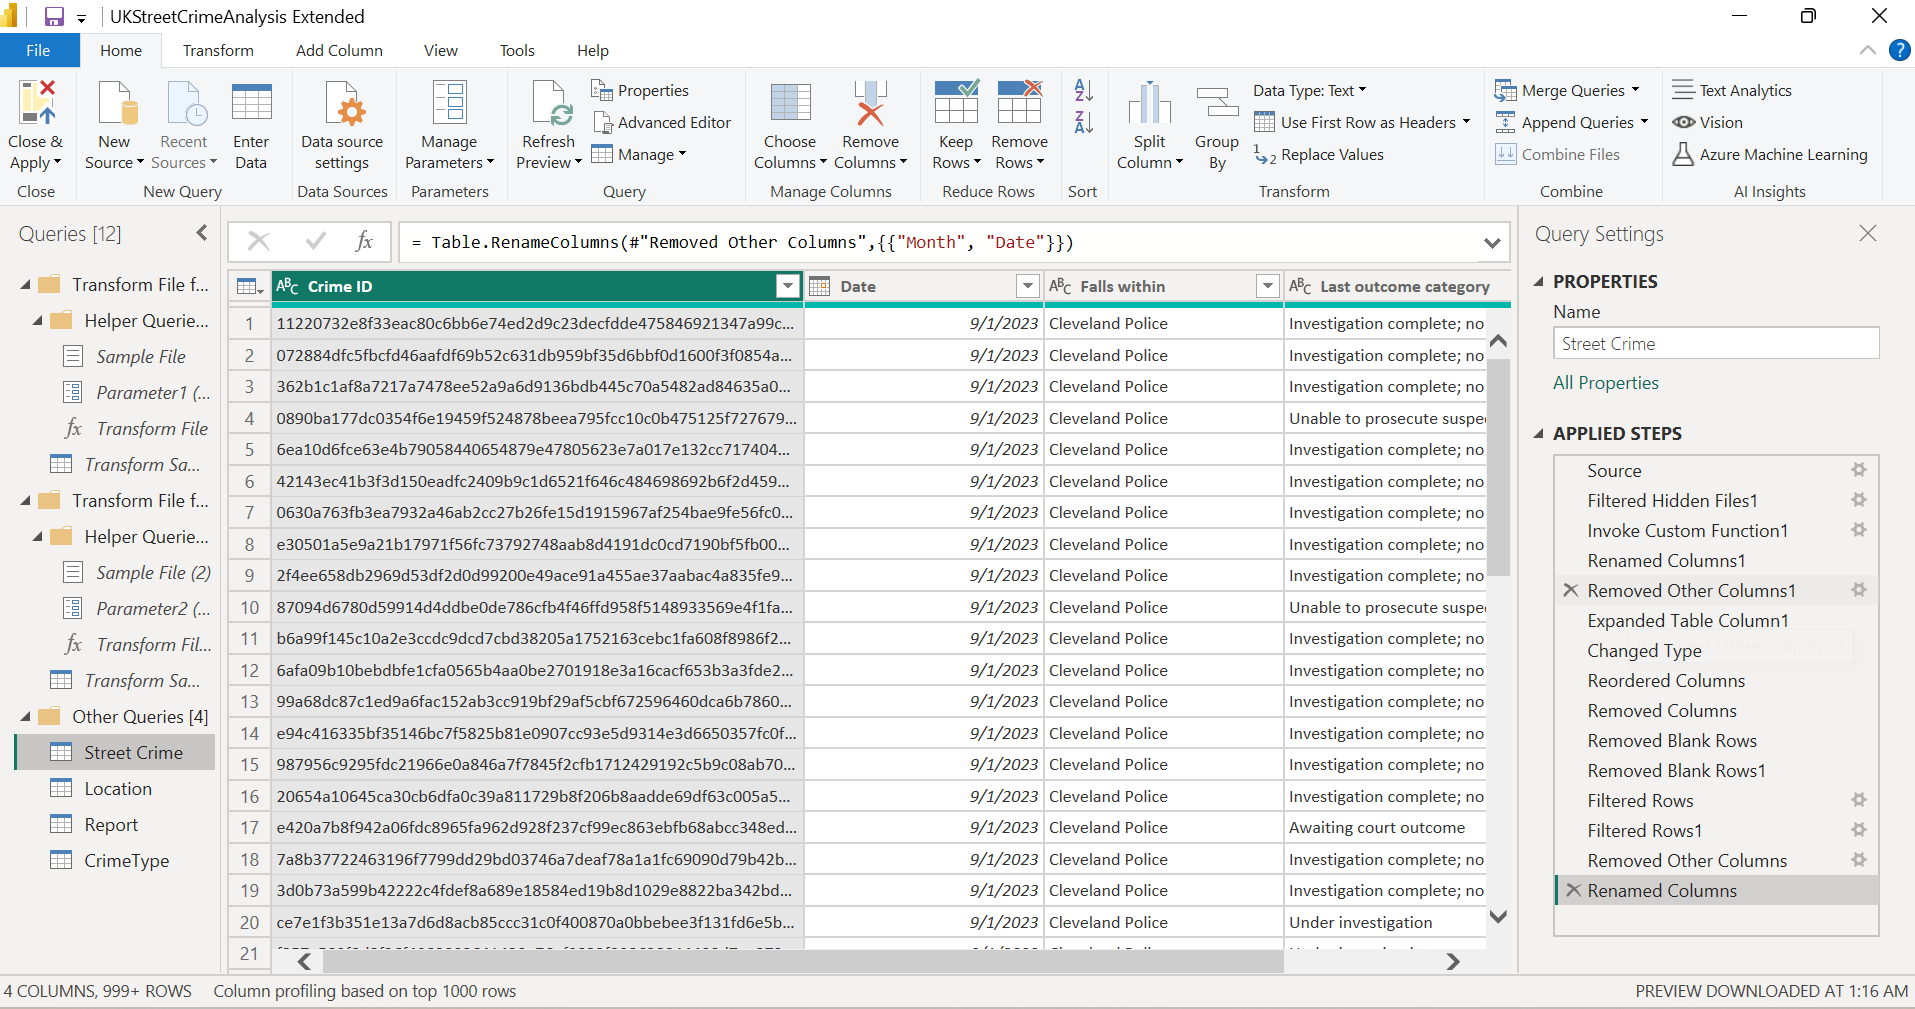 UKStreetCrimeAnalysis Extended
File Home Transform Add Column View Tools Help
Close & Apply
Close
New Source
Recent Sources
Enter Data
New Query
Data source settings
Data Sources
Manage Parameters
Parameters
Refresh Preview
Properties
Advanced Editor
Manage
Query
Choose Columns
Remove Columns
Manage Columns
Keep Rows
Remove Rows
Reduce Rows
Sort
Split Column
Group By
Data Type: Text
Use First Row as Headers
Replace Values
Transform
Merge Queries
Append Queries
Combine Files
Combine
Text Analytics
Vision
Azure Machine Learning
AI Insights
Queries [12]
Transform File f...
Helper Querie...
Sample File
Parameter1 (...
Transform File
Transform Sa...
Transform File f...
Helper Querie...
Sample File (2)
Parameter2 (...
Transform Fil...
Transform Sa...
Other Queries [4]
Street Crime
Location
Report
CrimeType
= Table.RenameColumns(#"Removed Other Columns",{{"Month", "Date"}})
Crime ID Date Falls within Last outcome category
1 11220732e8f33eac80c6bb6e74ed2d9c23decfdde475846921347a99c... 9/1/2023 Cleveland Police Investigation complete; no
2 072884dfc5fbcfd46aafdf69b52c631db959bf35d6bbf0d1600f3f0854a... 9/1/2023 Cleveland Police Investigation complete; no
3 362b1c1af8a7217a7478ee52a9a6d9136bdb445c70a5482ad84635a0... 9/1/2023 Cleveland Police Investigation complete; no
4 0890ba177dc0354f6e19459f524878beea795fcc10c0b475125f727679... 9/1/2023 Cleveland Police Unable to prosecute suspe
5 6ea10d6fce63e4b79058440654879e47805623e7a017e132cc717404... 9/1/2023 Cleveland Police Investigation complete; no
6 42143ec41b3f3d150eadfc2409b9c1d6521f646c484698692b6f2d459... 9/1/2023 Cleveland Police Investigation complete; no
7 0630a763fb3ea7932a46ab2cc27b26fe15d1915967af254bae9fe56fc0... 9/1/2023 Cleveland Police Investigation complete; no
8 e30501a5e9a21b17971f56fc73792748aab8d4191dc0cd7190bf5fb00... 9/1/2023 Cleveland Police Investigation complete; no
9 2f4ee658db2969d53df2d0d99200e49ace91a455ae37aabac4a835fe9... 9/1/2023 Cleveland Police Investigation complete; no
10 87094d6780d59914d4ddbe0de786cfb4f46ffd958f5148933569e4f1fa... 9/1/2023 Cleveland Police Unable to prosecute suspe
11 b6a99f145c10a2e3ccdc9dcd7cbd38205a1752163cebc1fa608f8986f2... 9/1/2023 Cleveland Police Investigation complete; no
12 6afa09b10bebdbfe1cfa0565b4aa0be2701918e3a16cacf653b3a3fde2... 9/1/2023 Cleveland Police Investigation complete; no
13 99a68dc87c1ed9a6fac152ab3cc919bf29af5cbf672596460dca6b7860... 9/1/2023 Cleveland Police Investigation complete; no
14 e94c416335bf35146bc7f5825b81e0907cc93e5d9314e3d6650357fc0f... 9/1/2023 Cleveland Police Investigation complete; no
15 987956c9295fdc21966e0a846a7f7845f2cfb1712429192c5b9c08ab70... 9/1/2023 Cleveland Police Investigation complete; no
16 20654a10645ca30cb6dfa0c39a811729b8f206b8aadde69df63c005a5... 9/1/2023 Cleveland Police Investigation complete; no
17 e420a7b8f942a06fdc8965fa962d928f237cf99ec863ebfb68abcc348ed... 9/1/2023 Cleveland Police Awaiting court outcome
18 7a8b37722463196f7799dd29bd03746a7deaf78a1a1fc69090d79b42b... 9/1/2023 Cleveland Police Investigation complete; no
19 3d0b73a599b42222c4fdef8a689e18584ed19b8d1029e8822ba342bd... 9/1/2023 Cleveland Police Investigation complete; no
20 ce7e1f3b351e13a7d6d8acb85ccc31c0f400870a0bbebee3f131fd6e5b... 9/1/2023 Cleveland Police Under investigation
21
Query Settings
PROPERTIES
Name
Street Crime
All Properties
APPLIED STEPS
Source
Filtered Hidden Files1
Invoke Custom Function1
Renamed Columns1
Removed Other Columns1
Expanded Table Column1
Changed Type
Reordered Columns
Removed Columns
Removed Blank Rows
Removed Blank Rows1
Filtered Rows
Filtered Rows1
Removed Other Columns
Renamed Columns
4 COLUMNS, 999+ ROWS Column profiling based on top 1000 rows
PREVIEW DOWNLOADED AT 1:16 AM